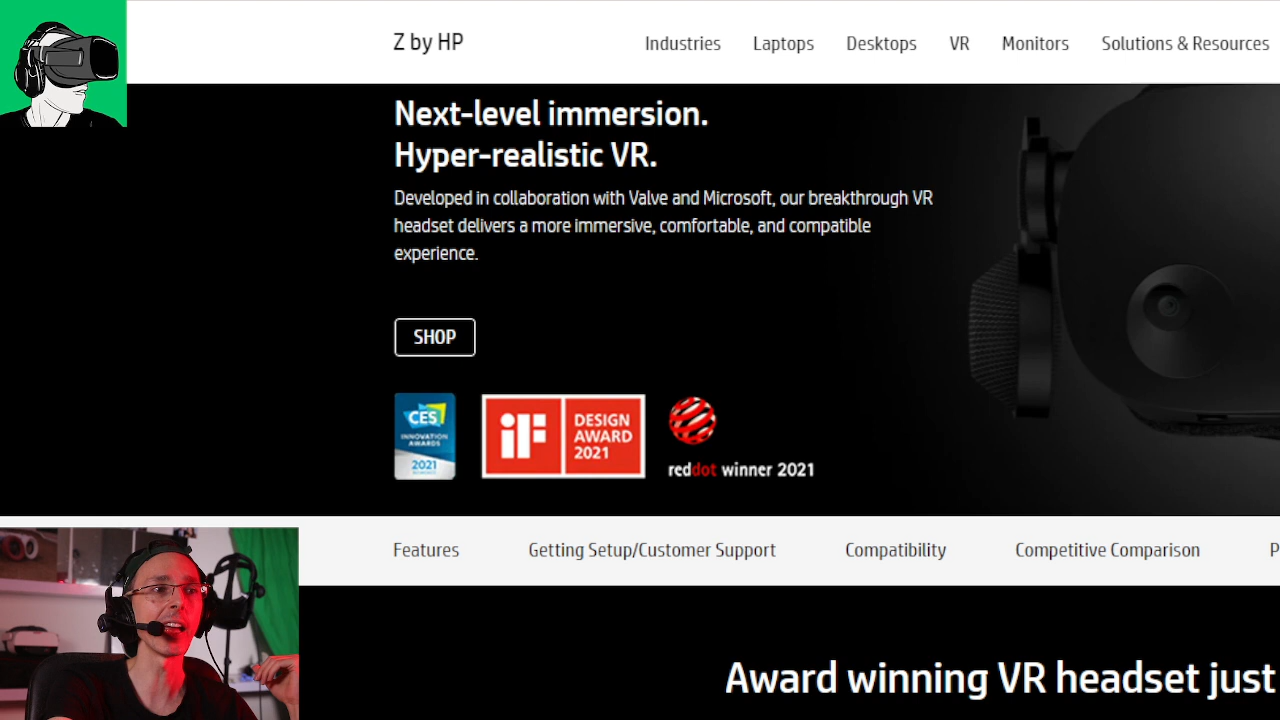 Z by HP
Industries
Laptops
Desktops
VR
Monitors
Solutions & Resources
Next-level immersion.
Hyper-realistic VR.
Developed in collaboration with Valve and Microsoft, our breakthrough VR
headset delivers a more immersive, comfortable, and compatible
experience.
SHOP
CES
INNOVATION
AWARDS
2021
iF
DESIGN
AWARD
2021
reddot winner 2021
Features
Getting Setup/Customer Support
Compatibility
Competitive Comparison
P
Award winning VR headset just